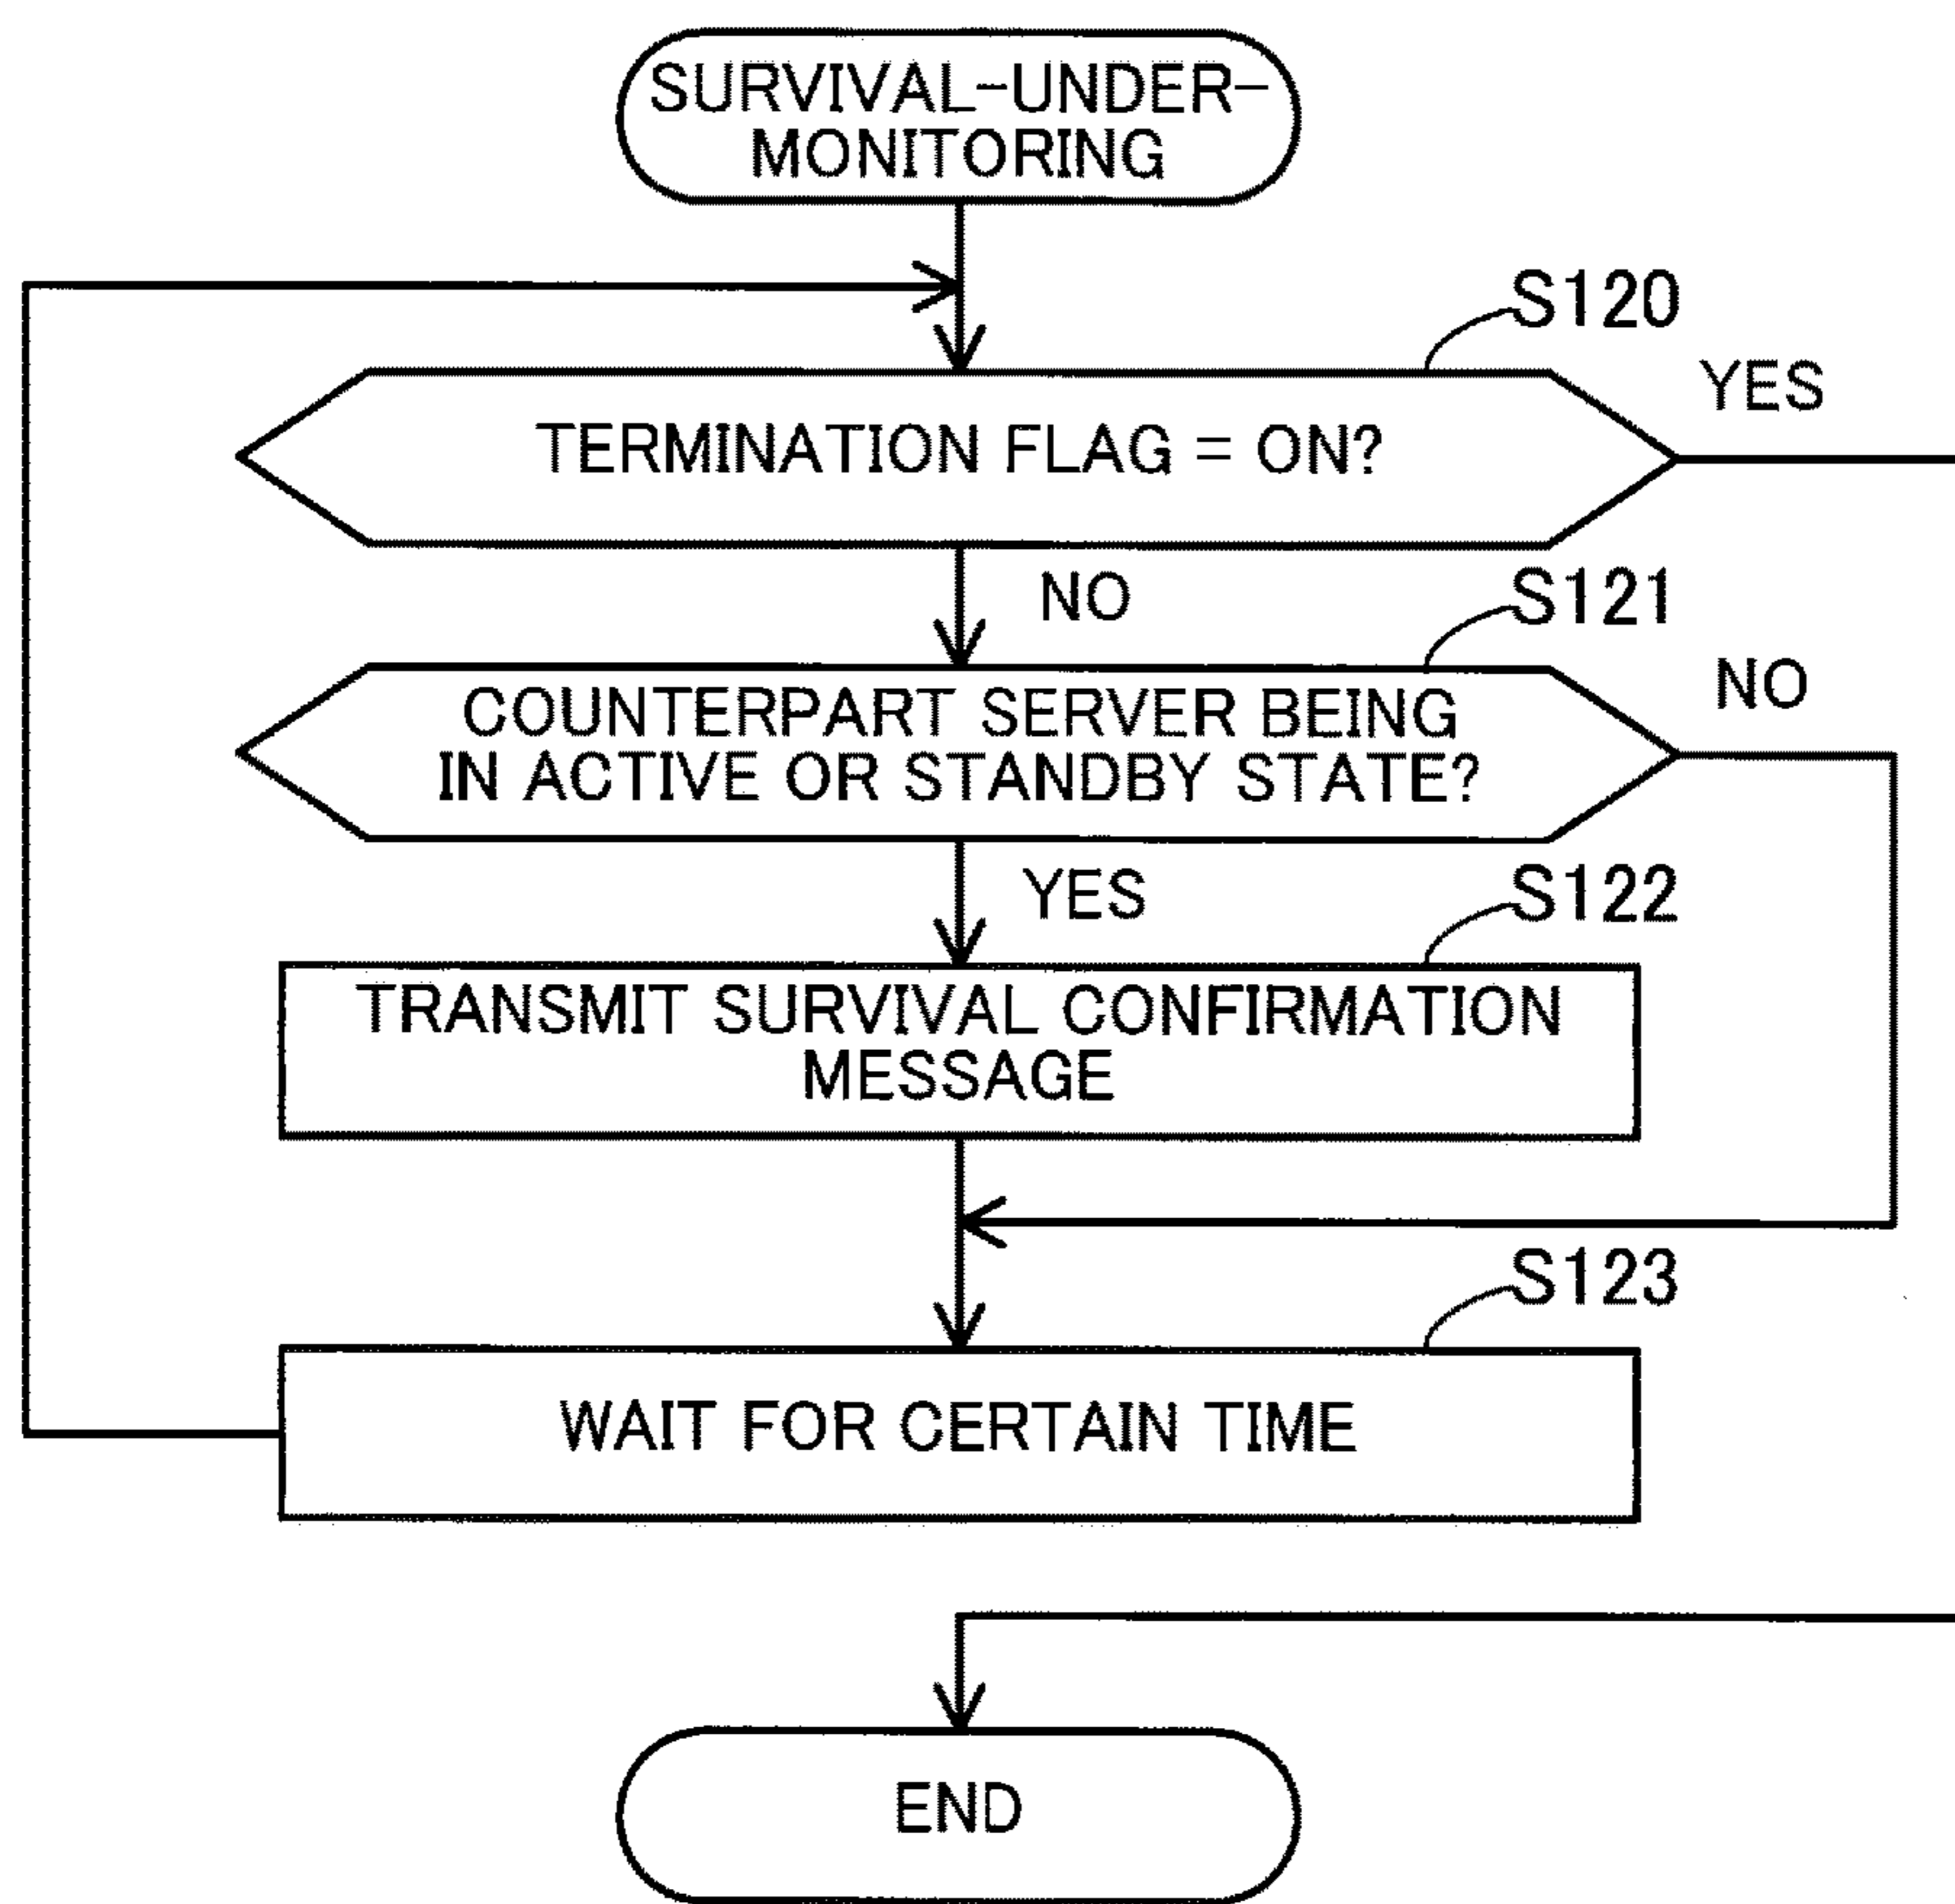 SURVIVAL-UNDER-
MONITORING
S120
YES
TERMINATION FLAG = ON?
NO
S121
NO
COUNTERPART SERVER BEING
IN ACTIVE OR STANDBY STATE?
YES
S122
TRANSMIT SURVIVAL CONFIRMATION
MESSAGE
S123
WAIT FOR CERTAIN TIME
END